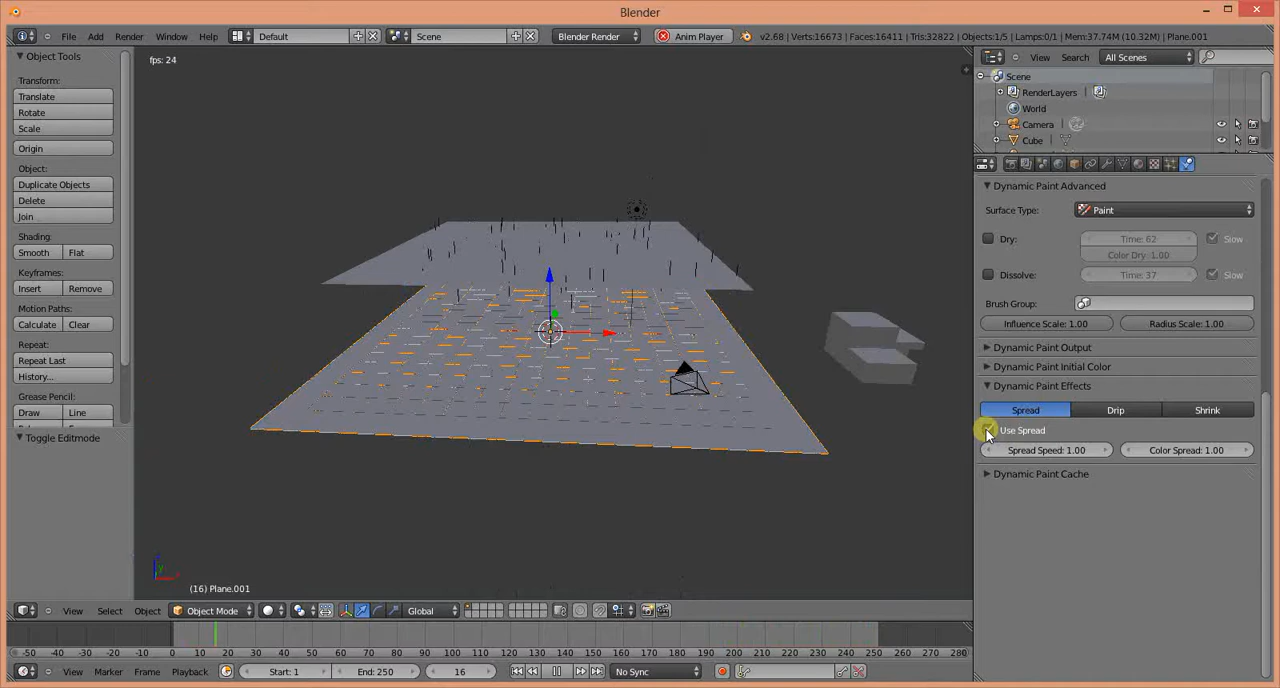 Blender
File Add Render Window Help Default Scene Blender Render Anim Player v2.68 | Verts:16673 | Faces:16411 | Tris:32822 | Objects:1/5 | Lamps:0/1 | Mem:37.74M (10.32M) | Plane.001
Object Tools
Transform:
Translate
Rotate
Scale
Origin
Object:
Duplicate Objects
Delete
Join
Shading:
Smooth Flat
Keyframes:
Insert Remove
Motion Paths:
Calculate Clear
Repeat:
Repeat Last
History...
Grease Pencil:
Draw Line
Toggle Editmode
fps: 24
(16) Plane.001
View Select Object Object Mode Global
View Search All Scenes
Scene
RenderLayers
World
Camera
Cube
Dynamic Paint Advanced
Surface Type: Paint
Dry: Time: 62 Slow
Color Dry: 1.00
Dissolve: Time: 37 Slow
Brush Group:
Influence Scale: 1.00 Radius Scale: 1.00
Dynamic Paint Output
Dynamic Paint Initial Color
Dynamic Paint Effects
Spread Drip Shrink
Use Spread
Spread Speed: 1.00 Color Spread: 1.00
Dynamic Paint Cache
-50 -40 -30 -20 -10 0 10 20 30 40 50 60 70 80 90 100 110 120 130 140 150 160 170 180 190 200 210 220 230 240 250 260 270 280
View Marker Frame Playback Start: 1 End: 250 16 No Sync